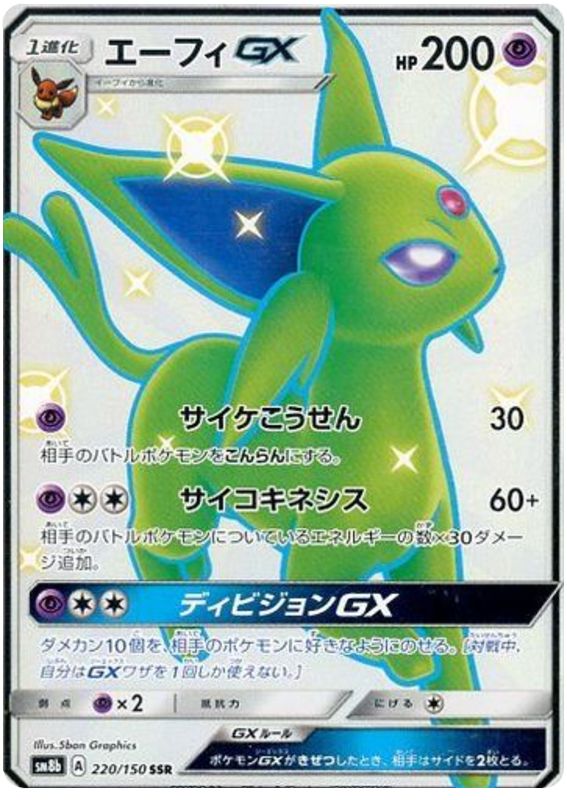 1進化
エーフィGX
HP 200
イーブイから進化
サイケこうせん 30
相手のバトルポケモンをこんらんにする。
サイコキネシス 60+
相手のバトルポケモンについているエネルギーの数×30ダメー
ジ追加。
ディビジョンGX
ダメカン10個を、相手のポケモンに好きなようにのせる。[対戦中、
自分はGXワザを1回しか使えない。]
弱点 ×2 抵抗力 にげる
Illus.5ban Graphics
GXルール
sm8b A 220/150 SSR
ポケモンGXがきぜつしたとき、相手はサイドを2枚とる。